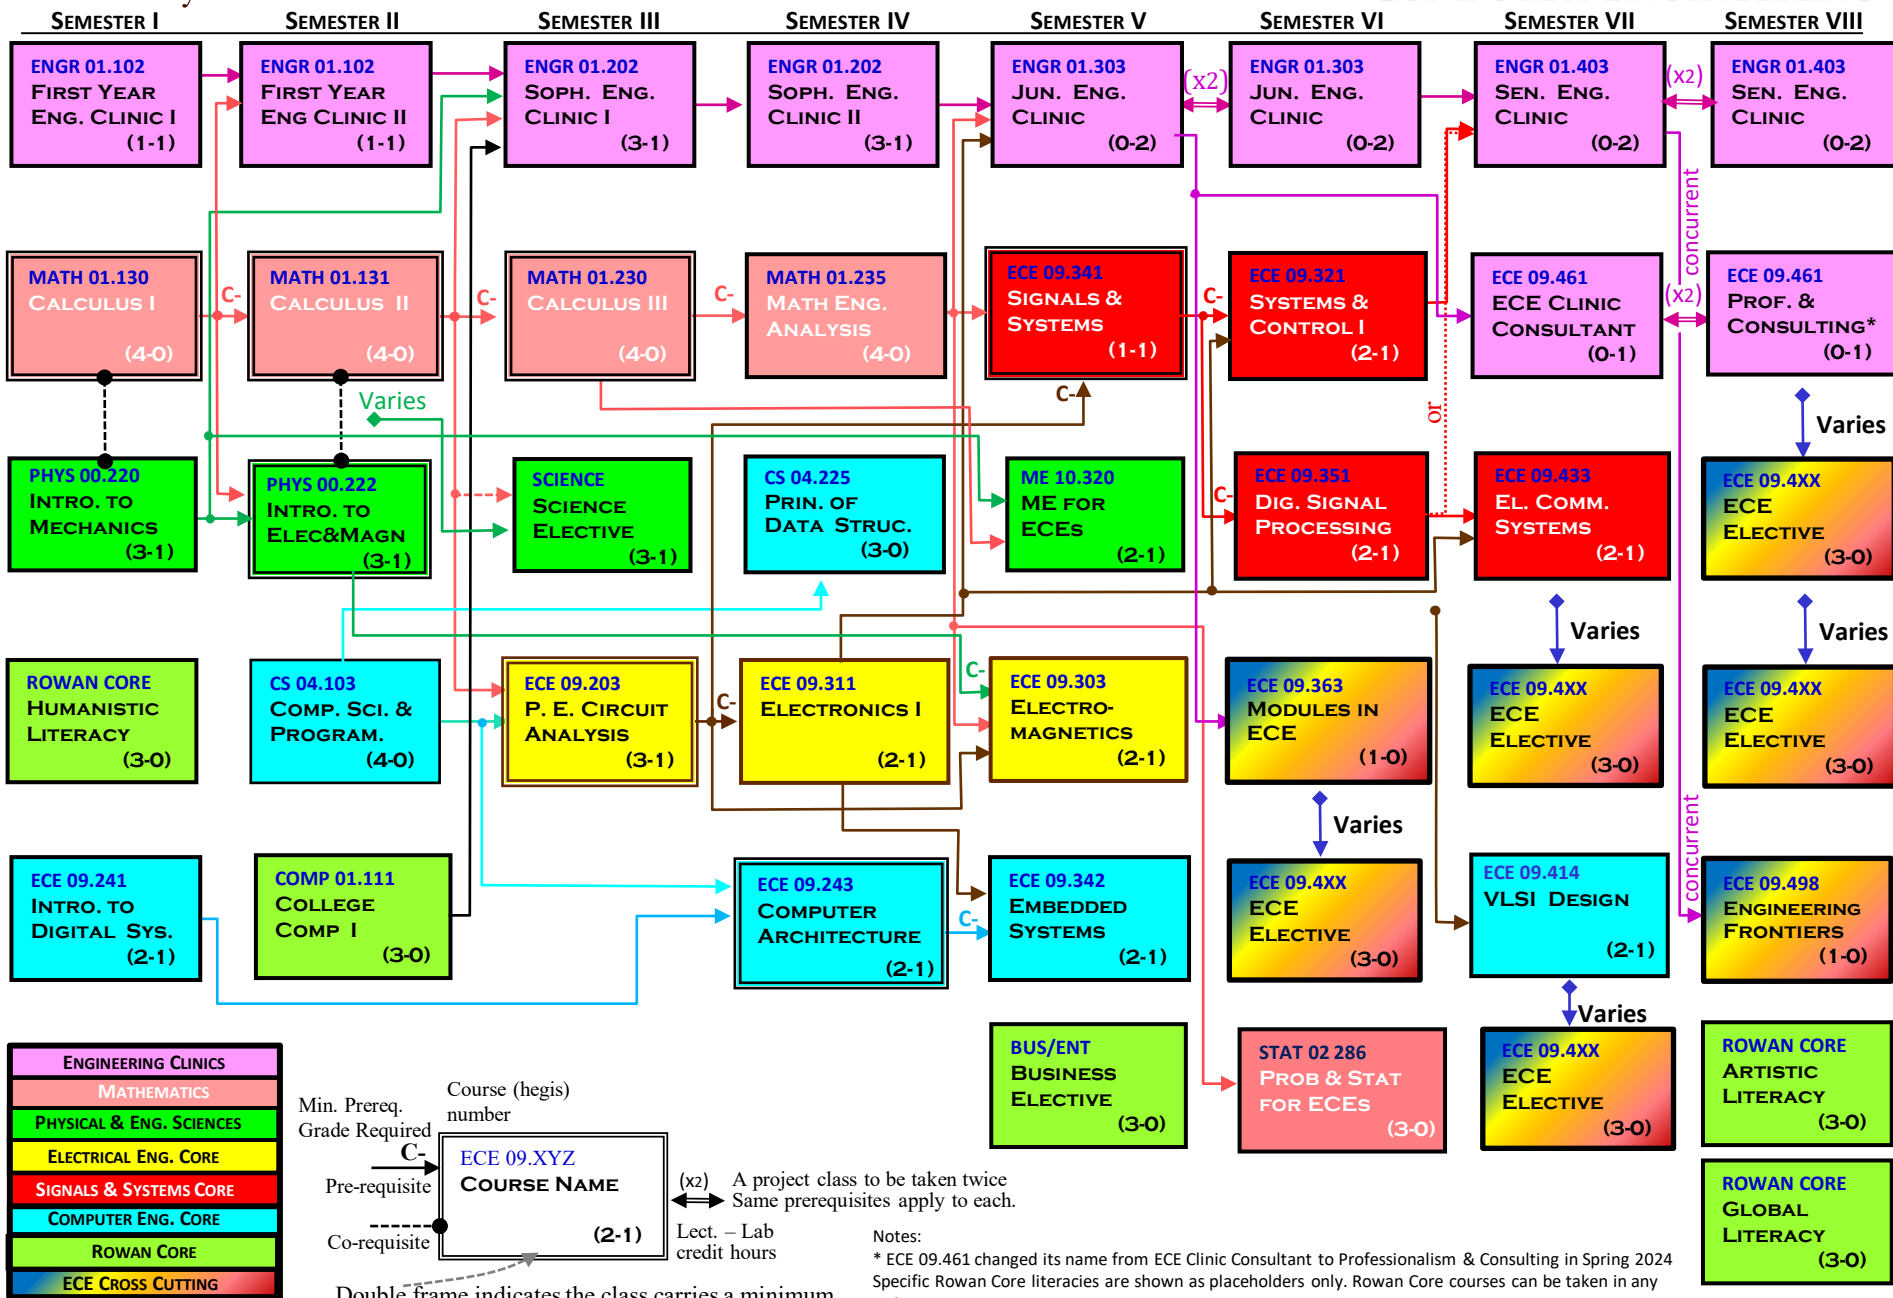 SEMESTER I SEMESTER II SEMESTER III SEMESTER IV SEMESTER V SEMESTER VI SEMESTER VII SEMESTER VIII
ENGR 01.102
FIRST YEAR
ENG. CLINIC I
(1-1)
ENGR 01.102
FIRST YEAR
ENG CLINIC II
(1-1)
ENGR 01.202
SOPH. ENG.
CLINIC I
(3-1)
ENGR 01.202
SOPH. ENG.
CLINIC II
(3-1)
ENGR 01.303
JUN. ENG.
CLINIC
(0-2)
(x2)
ENGR 01.303
JUN. ENG.
CLINIC
(0-2)
ENGR 01.403
SEN. ENG.
CLINIC
(0-2)
(x2)
ENGR 01.403
SEN. ENG.
CLINIC
(0-2)
concurrent
MATH 01.130
CALCULUS I
(4-0)
C-
MATH 01.131
CALCULUS II
(4-0)
C-
MATH 01.230
CALCULUS III
(4-0)
C-
MATH 01.235
MATH ENG.
ANALYSIS
(4-0)
ECE 09.341
SIGNALS &
SYSTEMS
(1-1)
C-
C-
ECE 09.321
SYSTEMS &
CONTROL I
(2-1)
ECE 09.461
ECE CLINIC
CONSULTANT
(0-1)
(x2)
ECE 09.461
PROF. &
CONSULTING*
(0-1)
Varies
or
Varies
PHYS 00.220
INTRO. TO
MECHANICS
(3-1)
PHYS 00.222
INTRO. TO
ELEC&MAGN
(3-1)
SCIENCE
SCIENCE
ELECTIVE
(3-1)
CS 04.225
PRIN. OF
DATA STRUC.
(3-0)
ME 10.320
ME FOR
ECES
(2-1)
C-
ECE 09.351
DIG. SIGNAL
PROCESSING
(2-1)
ECE 09.433
EL. COMM.
SYSTEMS
(2-1)
ECE 09.4XX
ECE
ELECTIVE
(3-0)
Varies
Varies
ROWAN CORE
HUMANISTIC
LITERACY
(3-0)
CS 04.103
COMP. SCI. &
PROGRAM.
(4-0)
ECE 09.203
P. E. CIRCUIT
ANALYSIS
(3-1)
C-
ECE 09.311
ELECTRONICS I
(2-1)
C-
ECE 09.303
ELECTRO-
MAGNETICS
(2-1)
ECE 09.363
MODULES IN
ECE
(1-0)
ECE 09.4XX
ECE
ELECTIVE
(3-0)
ECE 09.4XX
ECE
ELECTIVE
(3-0)
Varies
concurrent
ECE 09.241
INTRO. TO
DIGITAL SYS.
(2-1)
COMP 01.111
COLLEGE
COMP I
(3-0)
ECE 09.243
COMPUTER
ARCHITECTURE
(2-1)
C-
ECE 09.342
EMBEDDED
SYSTEMS
(2-1)
ECE 09.4XX
ECE
ELECTIVE
(3-0)
ECE 09.414
VLSI DESIGN
(2-1)
ECE 09.498
ENGINEERING
FRONTIERS
(1-0)
Varies
BUS/ENT
BUSINESS
ELECTIVE
(3-0)
STAT 02 286
PROB & STAT
FOR ECES
(3-0)
ECE 09.4XX
ECE
ELECTIVE
(3-0)
ROWAN CORE
ARTISTIC
LITERACY
(3-0)
ROWAN CORE
GLOBAL
LITERACY
(3-0)
ENGINEERING CLINICS
MATHEMATICS
PHYSICAL & ENG. SCIENCES
ELECTRICAL ENG. CORE
SIGNALS & SYSTEMS CORE
COMPUTER ENG. CORE
ROWAN CORE
ECE CROSS CUTTING
Min. Prereq.
Grade Required
C-
Pre-requisite
Co-requisite
Course (hegis)
number
ECE 09.XYZ
COURSE NAME
(2-1)
(x2) A project class to be taken twice
Same prerequisites apply to each.
Lect. – Lab
credit hours
Double frame indicates the class carries a minimum
Notes:
* ECE 09.461 changed its name from ECE Clinic Consultant to Professionalism & Consulting in Spring 2024
Specific Rowan Core literacies are shown as placeholders only. Rowan Core courses can be taken in any